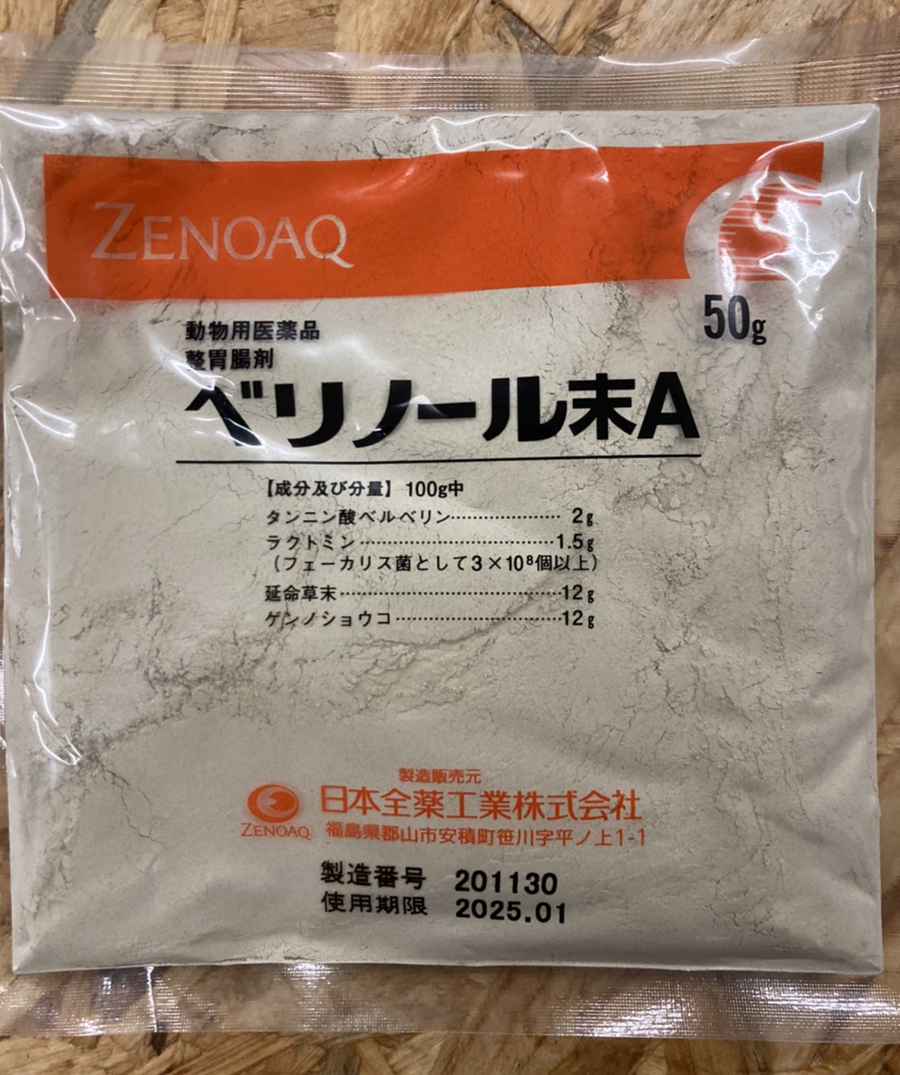 ZENOAQ
50g
動物用医薬品
整胃腸剤
ベリノール末A
【成分及び分量】 100g中
タンニン酸ベルベリン…………………… 2g
ラクトミン……………………………1.5g
(フェーカリス菌として3×10⁸個以上)
延命草末……………………………12g
ゲンノショウコ………………………12g
製造販売元
日本全薬工業株式会社
ZENOAQ 福島県郡山市安積町笹川字平ノ上1-1
製造番号 201130
使用期限 2025.01